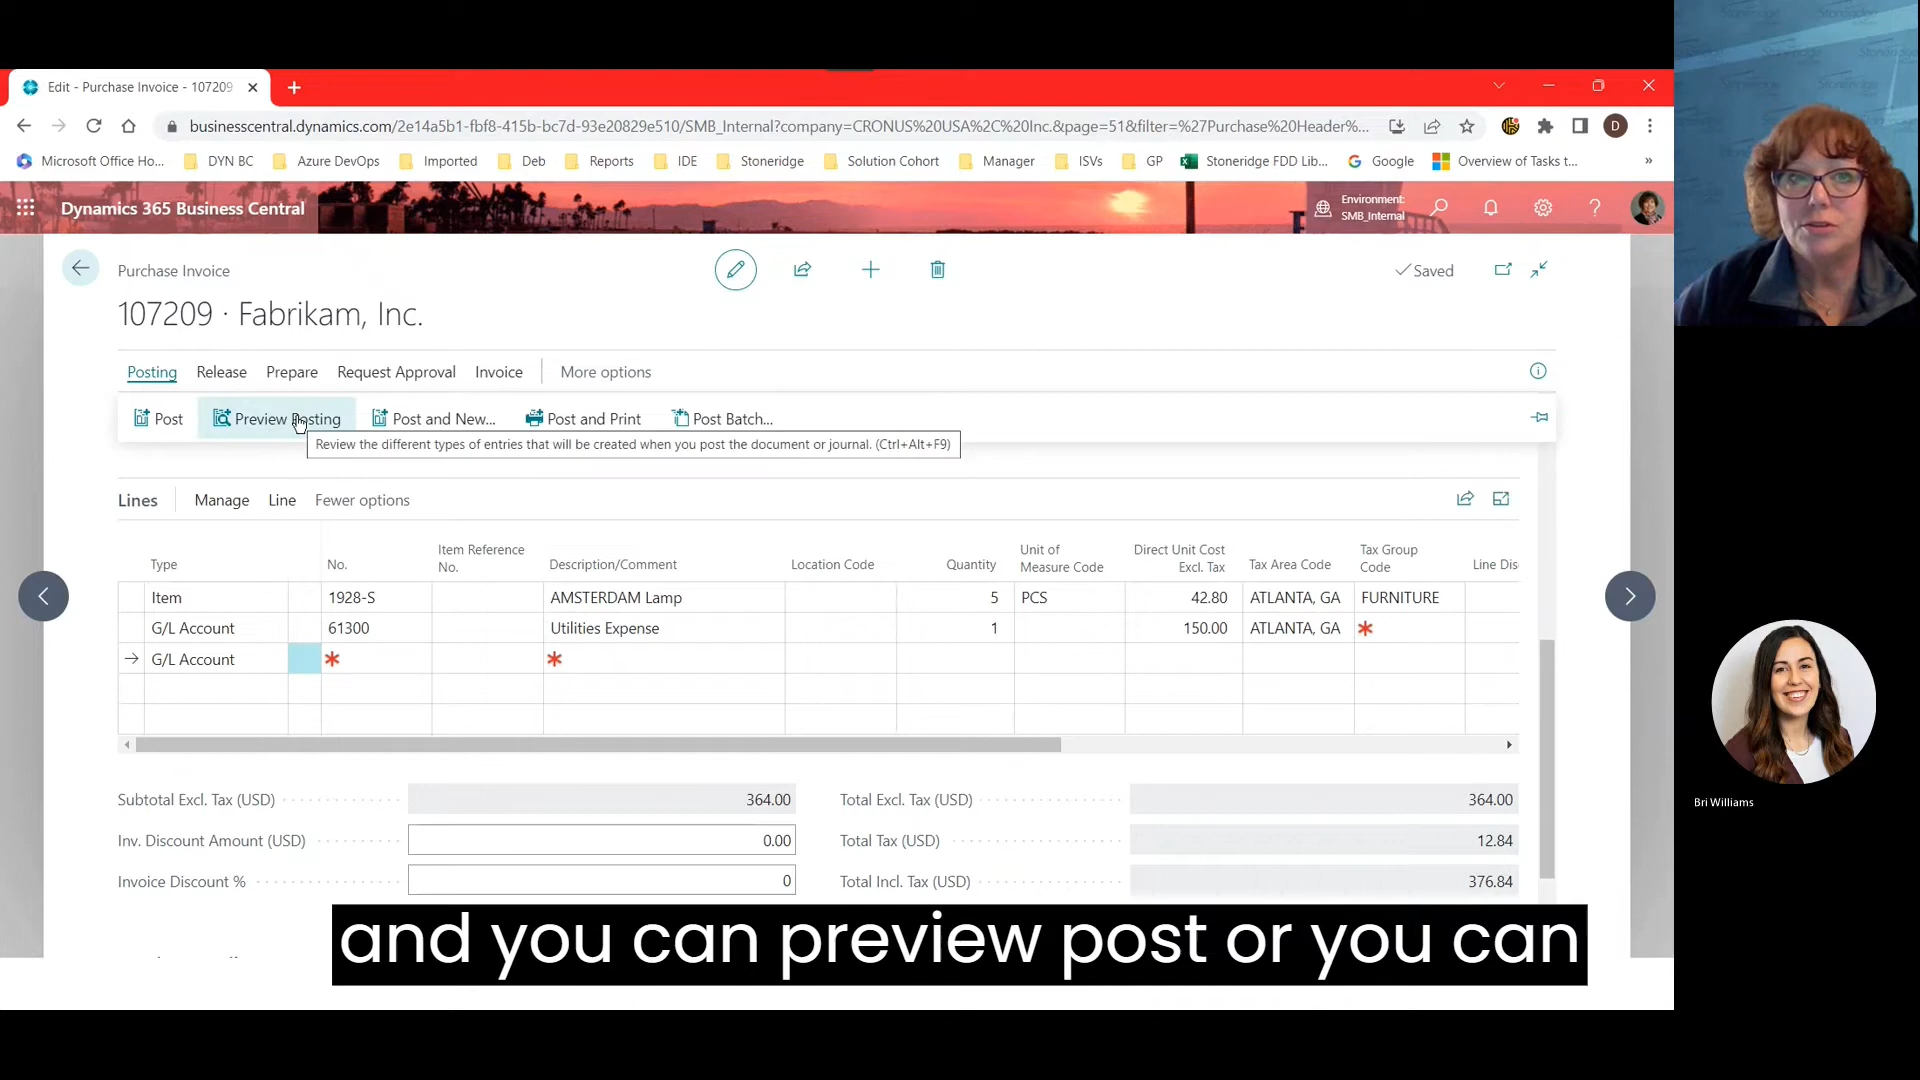 Edit - Purchase Invoice - 107209
businesscentral.dynamics.com/2e14a5b1-fbf8-415b-bc7d-93e20829e510/SMB_Internal?company=CRONUS%20USA%2C%20Inc.&page=51&filter=%27Purchase%20Header%... D
Microsoft Office Ho... DYN BC Azure DevOps Imported Deb Reports IDE Stoneridge Solution Cohort Manager ISVs GP Stoneridge FDD Lib... Google Overview of Tasks t... »
Dynamics 365 Business Central Environment: SMB_Internal ?
Purchase Invoice Saved
107209 · Fabrikam, Inc.
Posting Release Prepare Request Approval Invoice More options
Post Preview Posting Post and New... Post and Print Post Batch...
Review the different types of entries that will be created when you post the document or journal. (Ctrl+Alt+F9)
Lines Manage Line Fewer options
Type No. Item Reference No. Description/Comment Location Code Quantity Unit of Measure Code Direct Unit Cost Excl. Tax Tax Area Code Tax Group Code Line Dis
Item 1928-S AMSTERDAM Lamp 5 PCS 42.80 ATLANTA, GA FURNITURE
G/L Account 61300 Utilities Expense 1 150.00 ATLANTA, GA *
G/L Account * *
Subtotal Excl. Tax (USD) 364.00 Total Excl. Tax (USD) 364.00
Inv. Discount Amount (USD) 0.00 Total Tax (USD) 12.84
Invoice Discount % 0 Total Incl. Tax (USD) 376.84
and you can preview post or you can
Stoneridge
Bri Williams